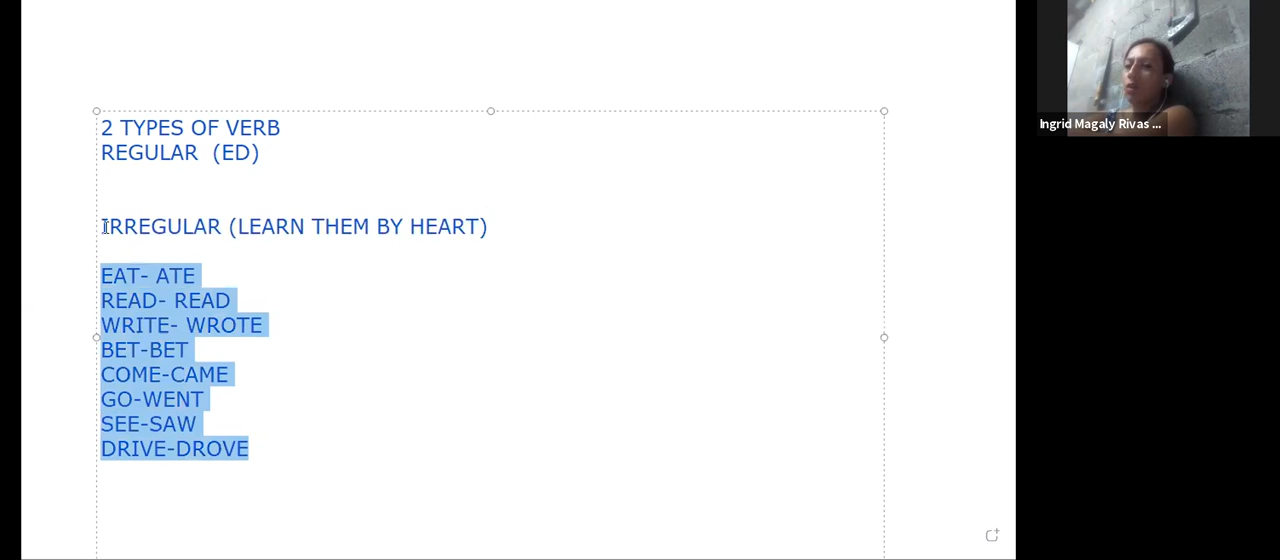 2 TYPES OF VERB
REGULAR (ED)
IRREGULAR (LEARN THEM BY HEART)
EAT- ATE
READ- READ
WRITE- WROTE
BET-BET
COME-CAME
GO-WENT
SEE-SAW
DRIVE-DROVE
Ingrid Magaly Rivas ...